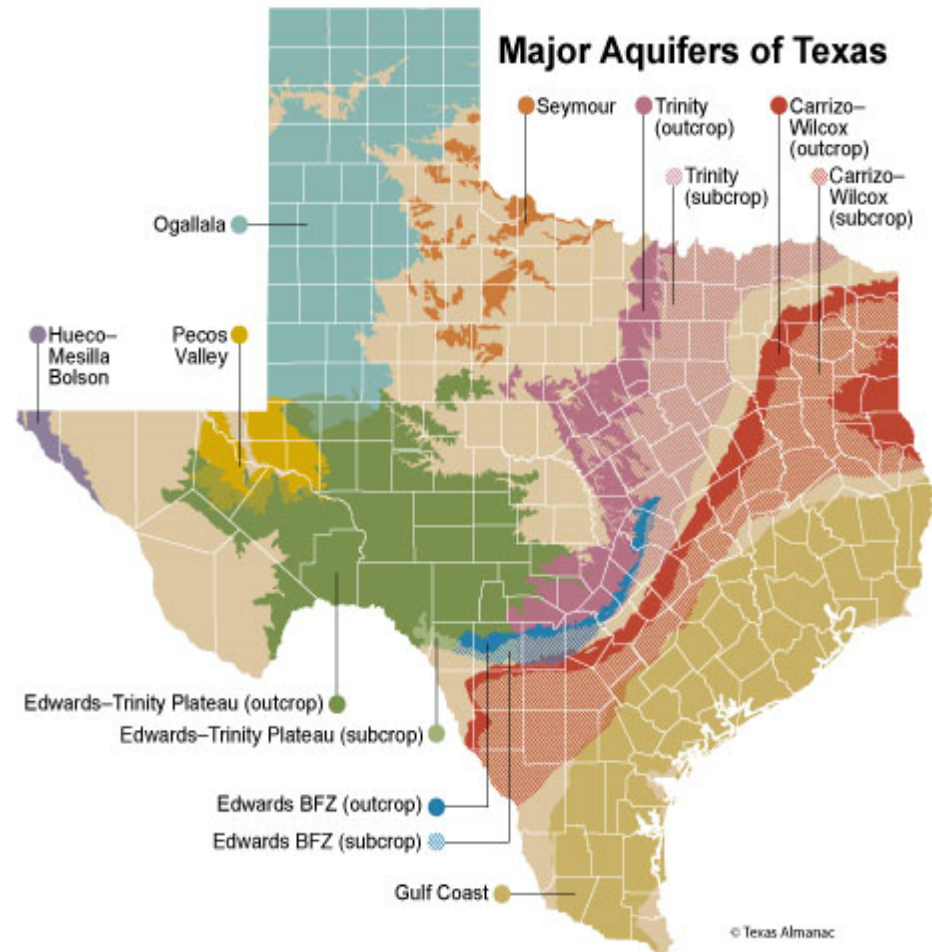 Major Aquifers of Texas
Seymour
Trinity
(outcrop)
Carrizo–
Wilcox
(outcrop)
Trinity
(subcrop)
Carrizo–
Wilcox
(subcrop)
Ogallala
Hueco–
Mesilla
Bolson
Pecos
Valley
Edwards–Trinity Plateau (outcrop)
Edwards–Trinity Plateau (subcrop)
Edwards BFZ (outcrop)
Edwards BFZ (subcrop)
Gulf Coast
© Texas Almanac